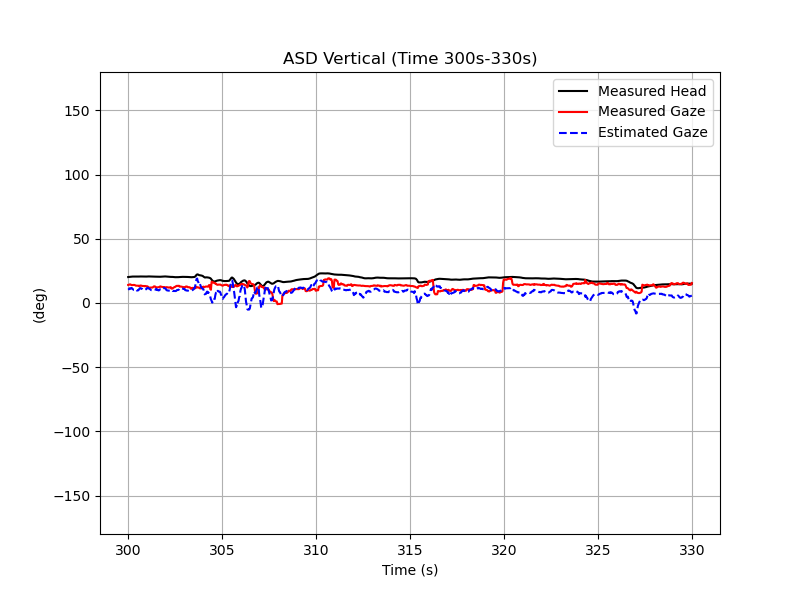 ASD Vertical (Time 300s-330s)
Measured Head
Measured Gaze
Estimated Gaze
150
100
50
0
−50
−100
−150
(deg)
300 305 310 315 320 325 330
Time (s)